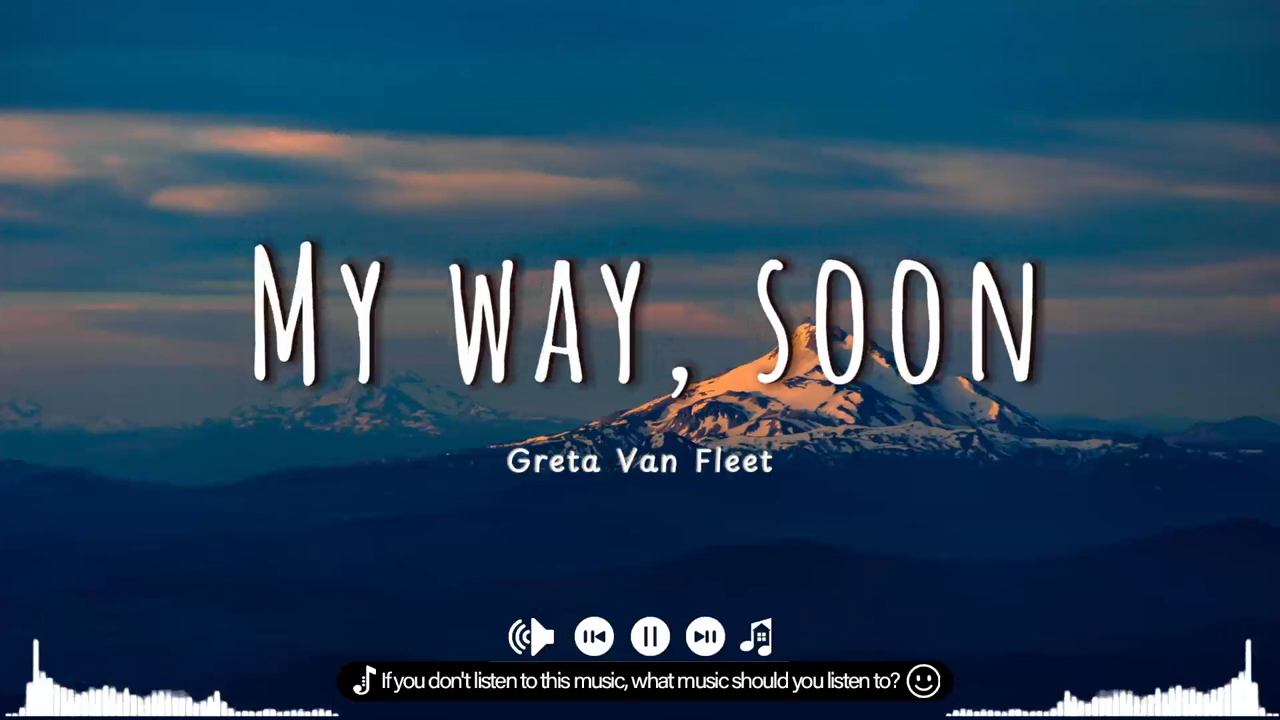 My way, soon
Greta Van Fleet
If you don't listen to this music, what music should you listen to?